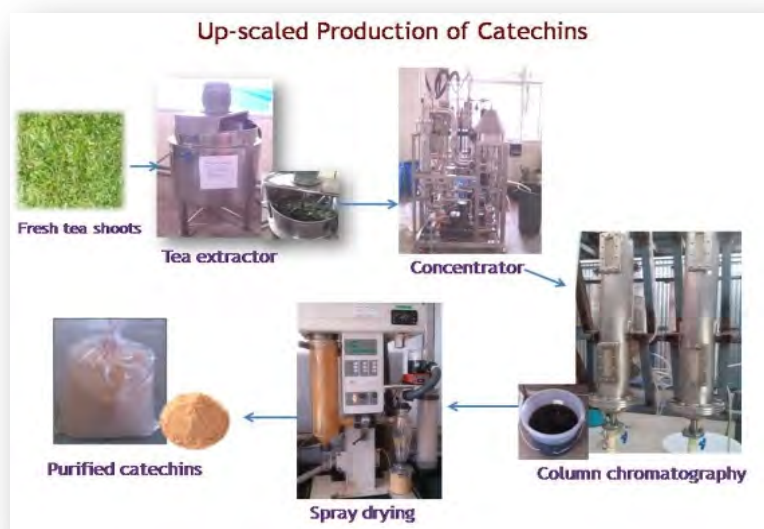 Up-scaled Production of Catechins
Fresh tea shoots
Tea extractor
Concentrator
Column chromatography
Spray drying
Purified catechins